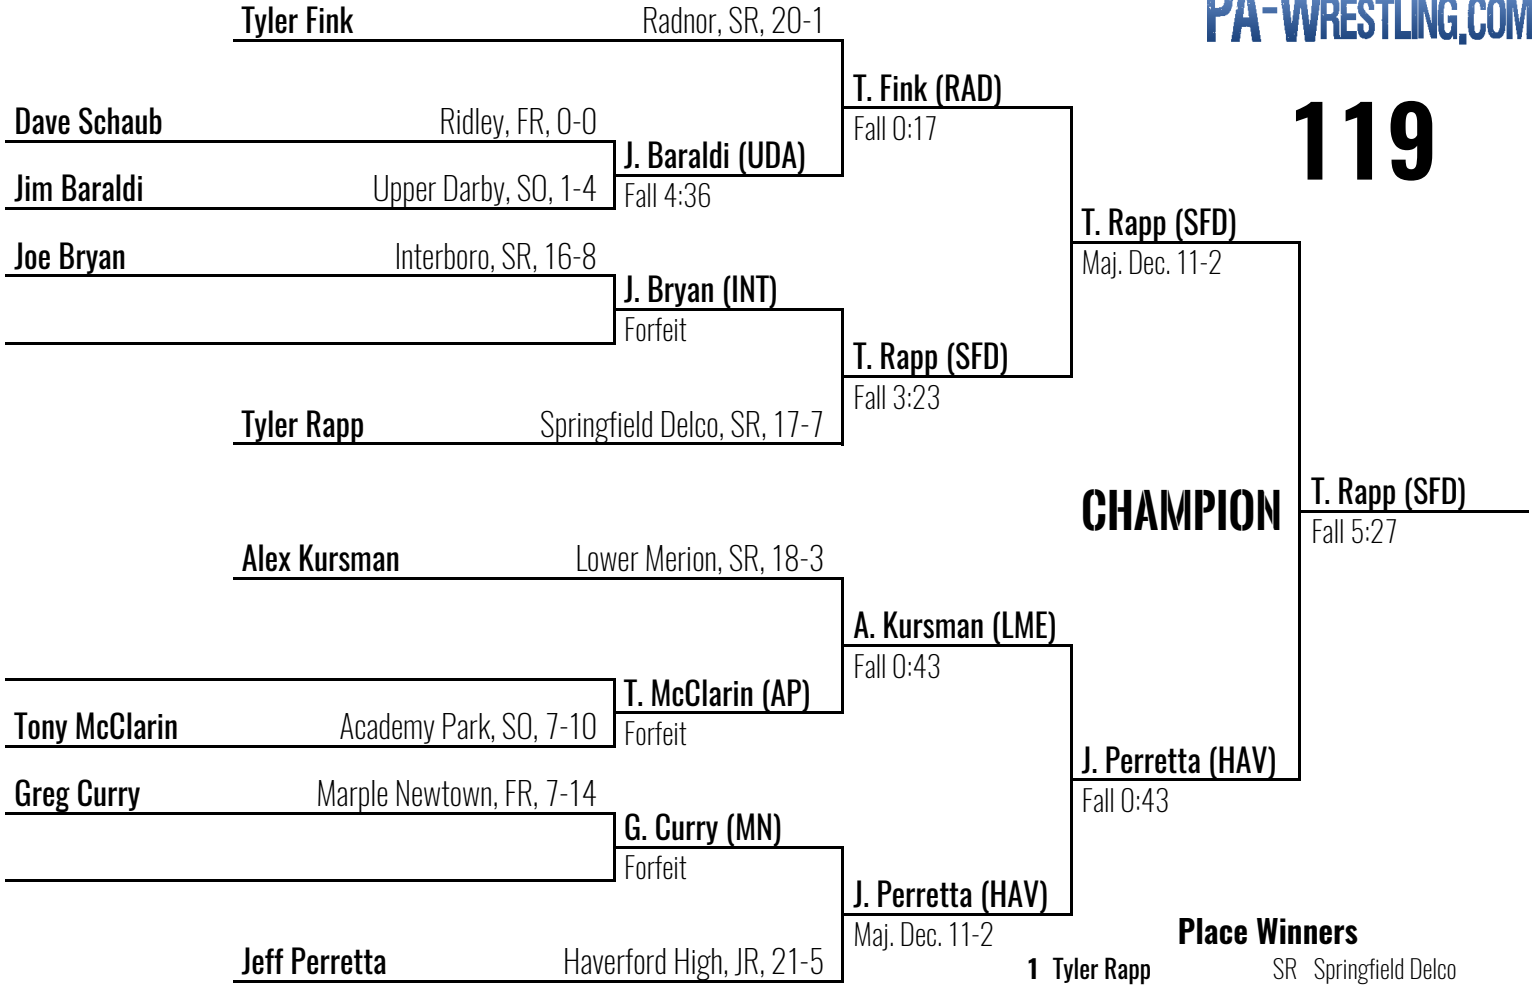 PA-WRESTLING.COM
Tyler Fink Radnor, SR, 20-1
T. Fink (RAD)
119
Dave Schaub Ridley, FR, 0-0
Fall 0:17
J. Baraldi (UDA)
Jim Baraldi Upper Darby, SO, 1-4
Fall 4:36
T. Rapp (SFD)
Joe Bryan Interboro, SR, 16-8
Maj. Dec. 11-2
J. Bryan (INT)
Forfeit
T. Rapp (SFD)
Fall 3:23
Tyler Rapp Springfield Delco, SR, 17-7
CHAMPION
T. Rapp (SFD)
Fall 5:27
Alex Kursman Lower Merion, SR, 18-3
A. Kursman (LME)
Fall 0:43
T. McClarin (AP)
Tony McClarin Academy Park, SO, 7-10
Forfeit
J. Perretta (HAV)
Greg Curry Marple Newtown, FR, 7-14
Fall 0:43
G. Curry (MN)
Forfeit
J. Perretta (HAV)
Maj. Dec. 11-2
Place Winners
Jeff Perretta Haverford High, JR, 21-5
1 Tyler Rapp SR Springfield Delco